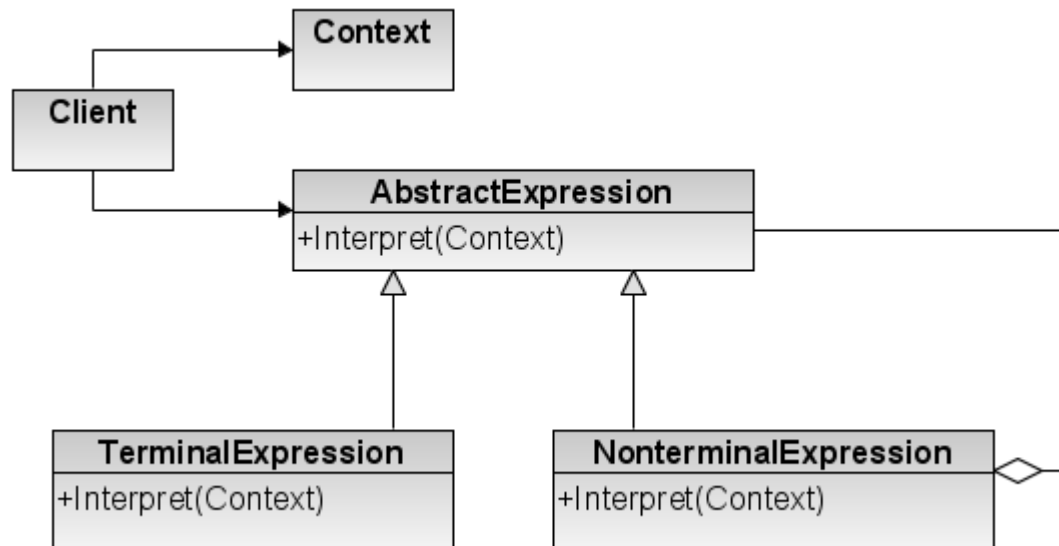 Context
Client
AbstractExpression
+Interpret(Context)
TerminalExpression
+Interpret(Context)
NonterminalExpression
+Interpret(Context)